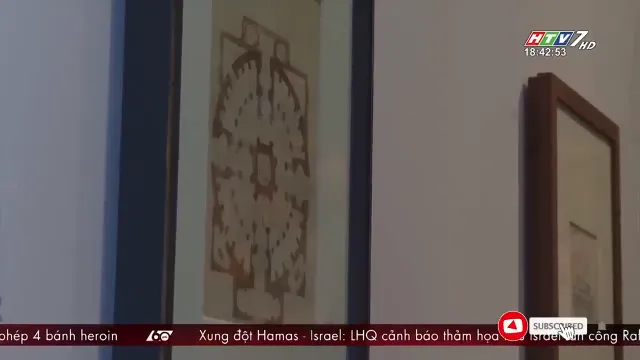 HTV7 HD
18:42:53
SUBSCRIBED
phép 4 bánh heroin 60 Xung đột Hamas - Israel: LHQ cảnh báo thảm họa Israel công